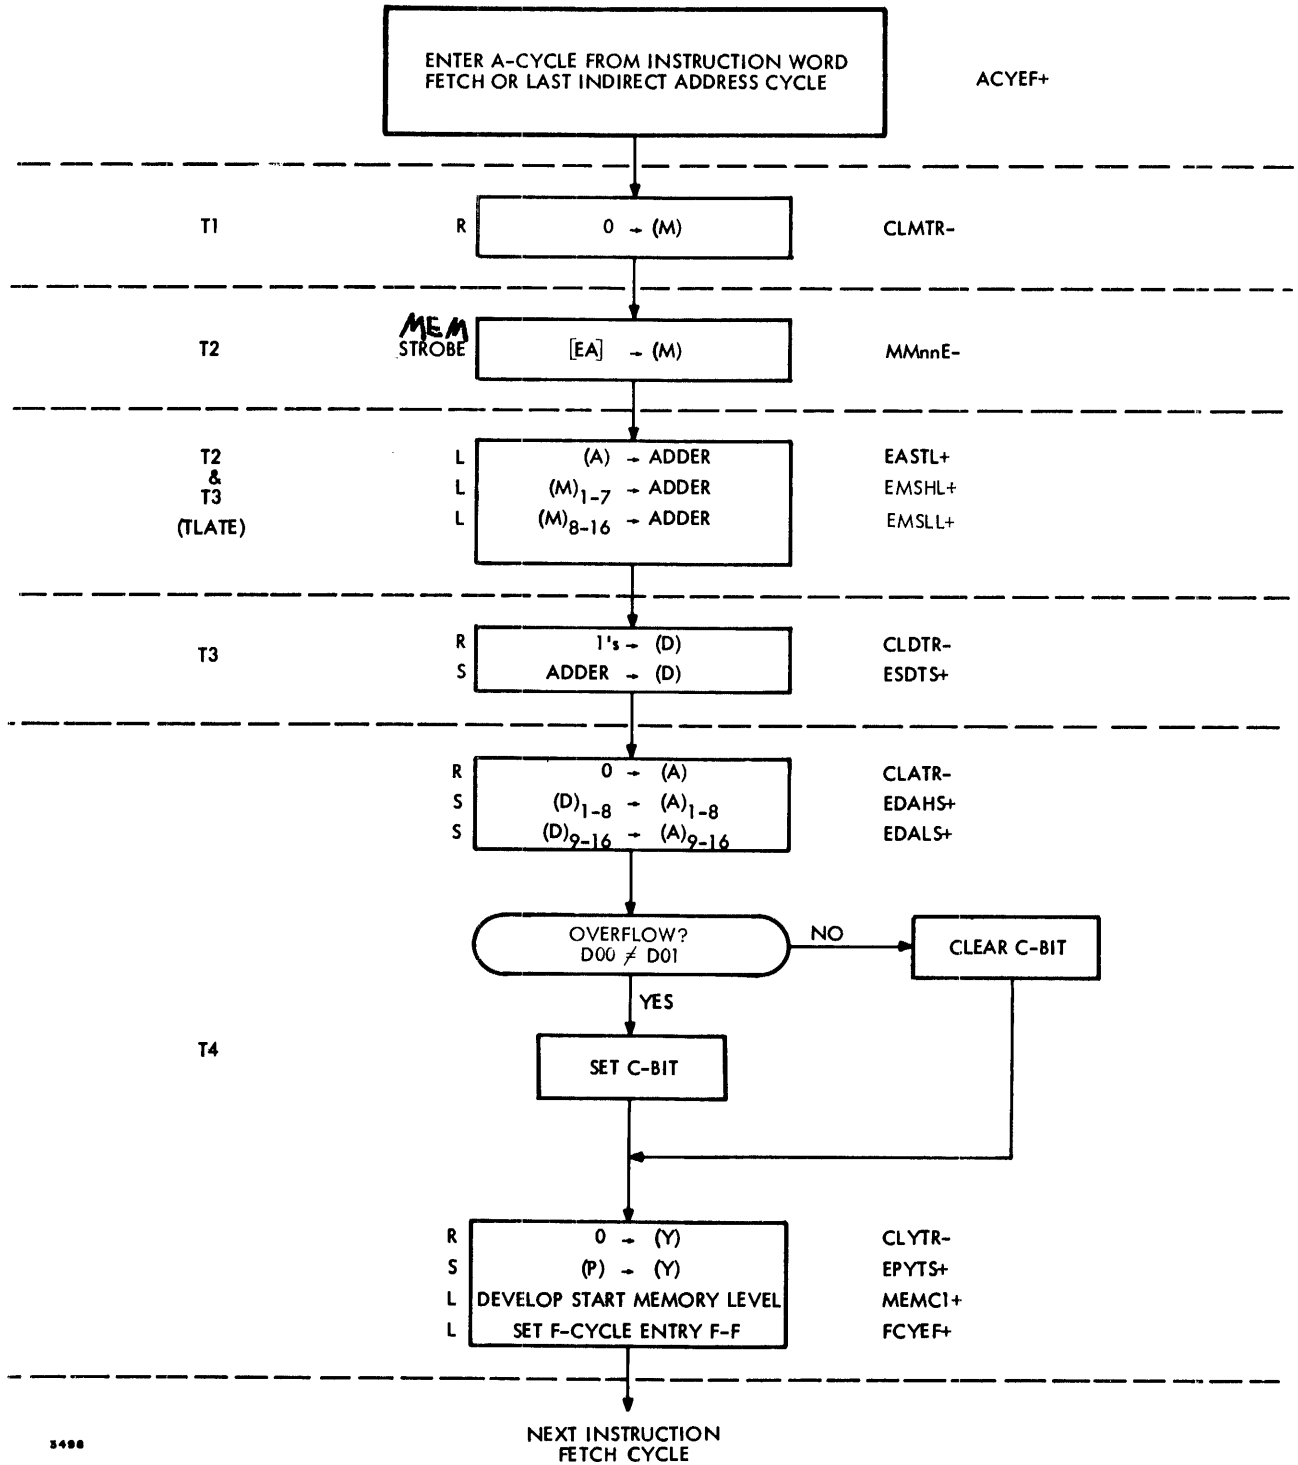 ENTER A-CYCLE FROM INSTRUCTION WORD
FETCH OR LAST INDIRECT ADDRESS CYCLE
ACYEF+
T1
R
0 → (M)
CLMTR-
T2
MEM
STROBE
[EA] → (M)
MMnnE-
T2
&
T3
(TLATE)
L (A) → ADDER EASTL+
L (M)1-7 → ADDER EMSHL+
L (M)8-16 → ADDER EMSLL+
T3
R 1's → (D) CLDTR-
S ADDER → (D) ESDTS+
R 0 → (A) CLATR-
S (D)1-8 → (A)1-8 EDAHS+
S (D)9-16 → (A)9-16 EDALS+
OVERFLOW?
D00 ≠ D01
NO
CLEAR C-BIT
YES
T4
SET C-BIT
R 0 → (Y) CLYTR-
S (P) → (Y) EPYTS+
L DEVELOP START MEMORY LEVEL MEMC1+
L SET F-CYCLE ENTRY F-F FCYEF+
NEXT INSTRUCTION
FETCH CYCLE
3498